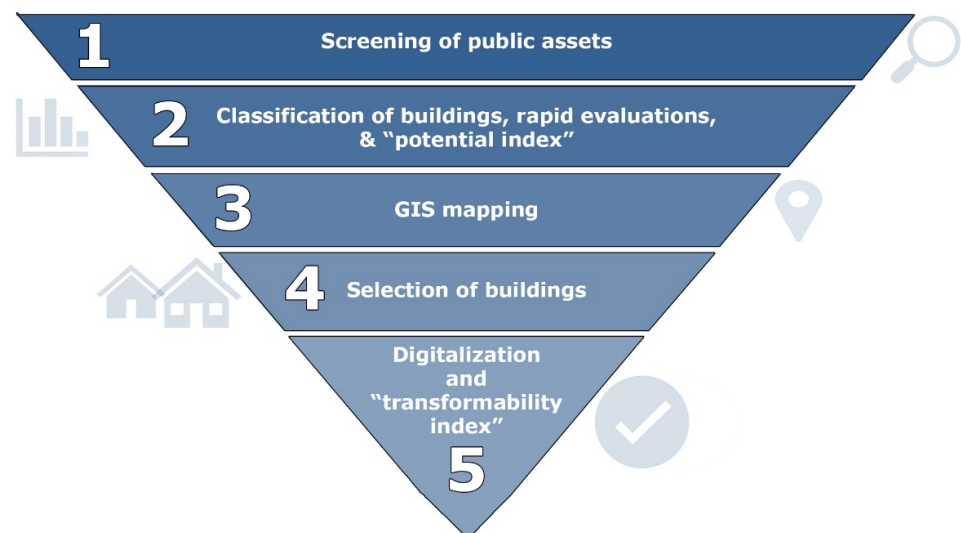 1
Screening of public assets
2
Classification of buildings, rapid evaluations,
& “potential index”
3
GIS mapping
4
Selection of buildings
Digitalization
and
“transformability
index”
5